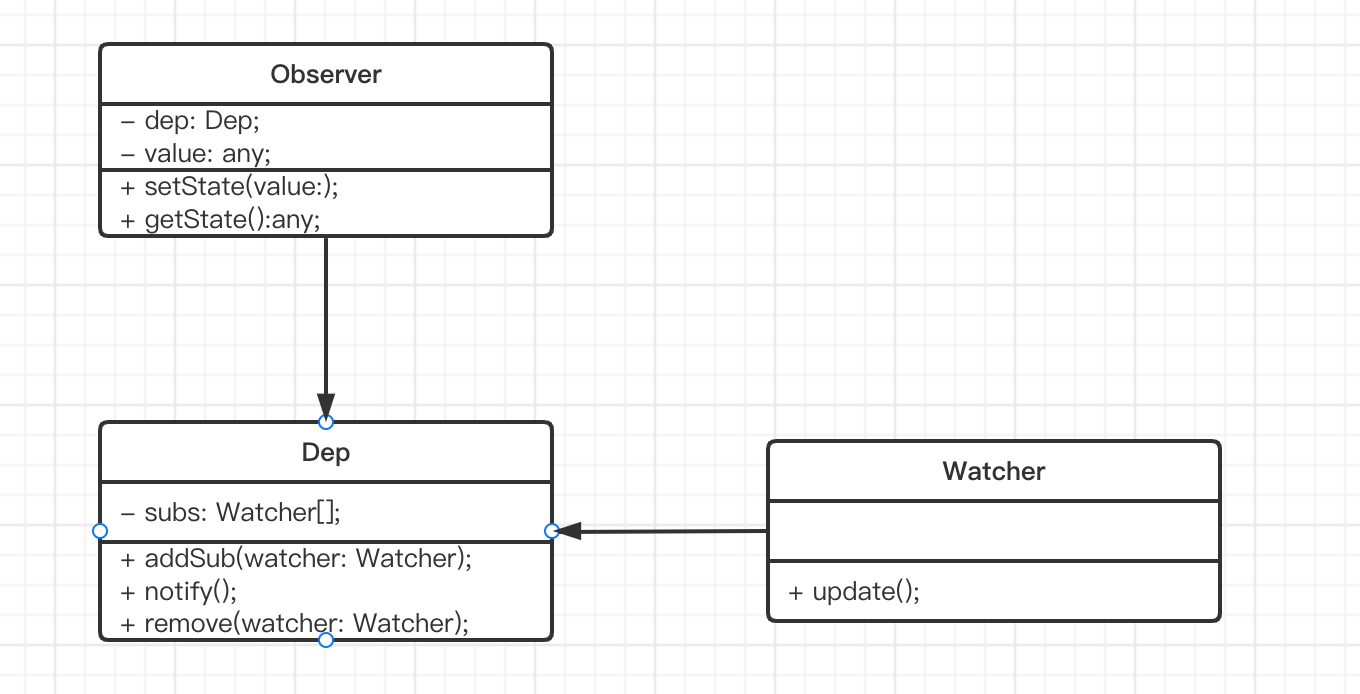 Observer
– dep: Dep;
– value: any;
+ setState(value:);
+ getState():any;
Dep
– subs: Watcher[];
+ addSub(watcher: Watcher);
+ notify();
+ remove(watcher: Watcher);
Watcher
+ update();